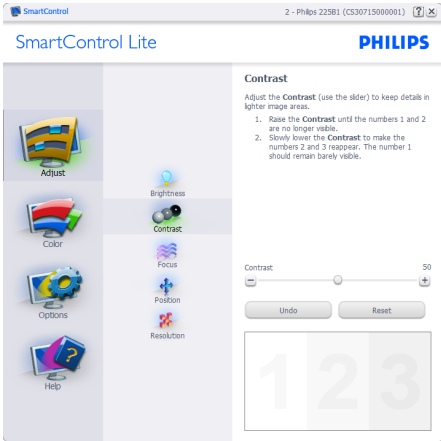 SmartControl
2 - Philips 225B1 (CS30715000001)
? X
SmartControl Lite
PHILIPS
Adjust
Color
Options
Help
Brightness
Contrast
Focus
Position
Resolution
Contrast
Adjust the Contrast (use the slider) to keep details in
lighter image areas.
1. Raise the Contrast until the numbers 1 and 2
are no longer visible.
2. Slowly lower the Contrast to make the
numbers 2 and 3 reappear. The number 1
should remain barely visible.
Contrast 50
Undo Reset
1 2 3